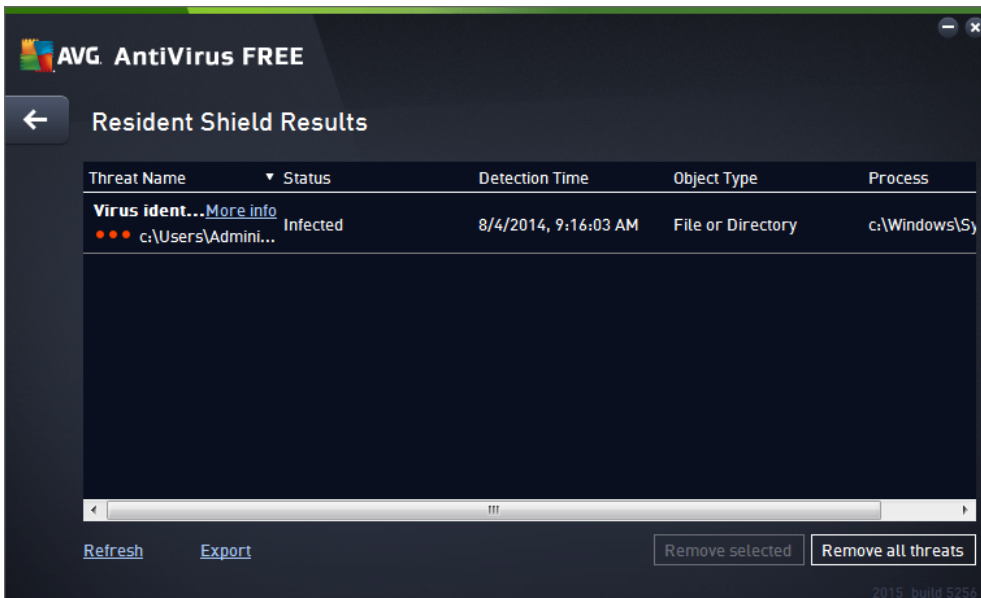 AVG. AntiVirus FREE
Resident Shield Results
Threat Name Status Detection Time Object Type Process
Virus ident...More info
c:\Users\Admini... Infected 8/4/2014, 9:16:03 AM File or Directory c:\Windows\Sy
Refresh Export Remove selected Remove all threats
2015 build 5256